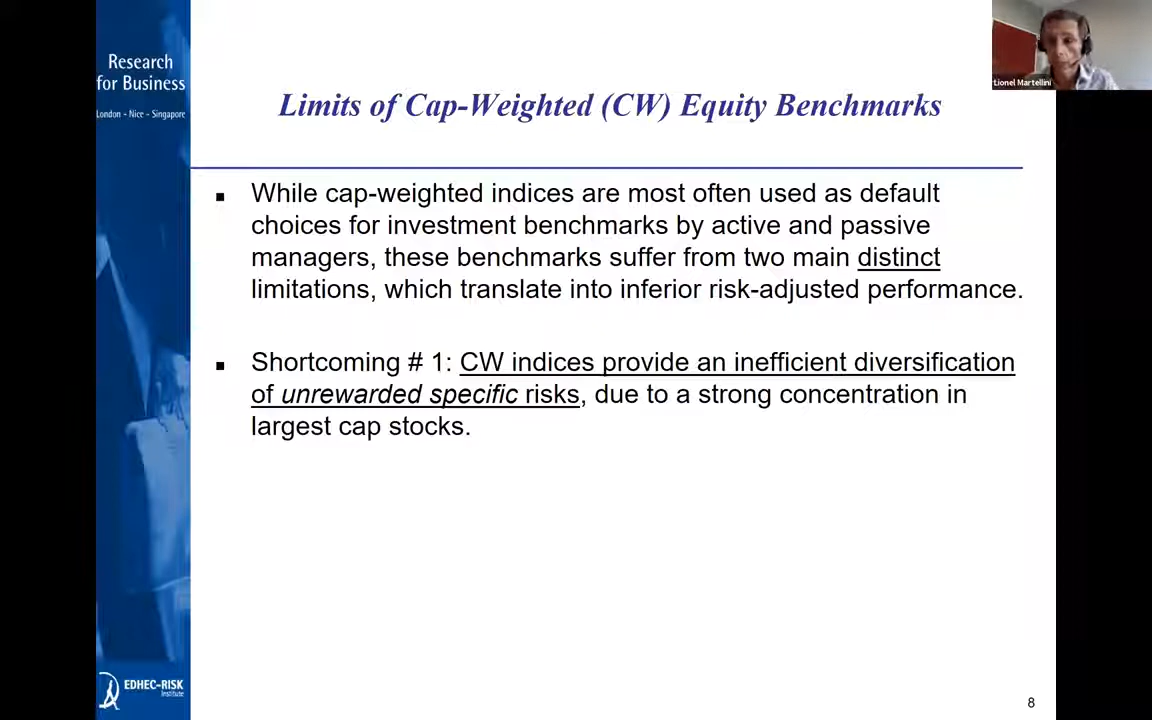 Research
for Business
London - Nice - Singapore
Lionel Martellini
Limits of Cap-Weighted (CW) Equity Benchmarks
While cap-weighted indices are most often used as default
choices for investment benchmarks by active and passive
managers, these benchmarks suffer from two main distinct
limitations, which translate into inferior risk-adjusted performance.
Shortcoming # 1: CW indices provide an inefficient diversification
of unrewarded specific risks, due to a strong concentration in
largest cap stocks.
EDHEC-RISK
Institute
8